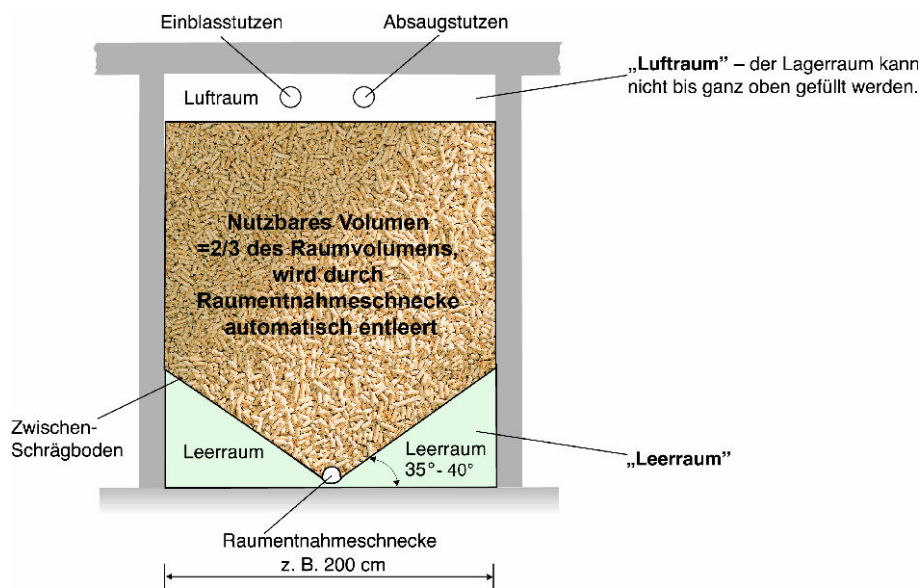 Einblasstutzen
Absaugstutzen
„Luftraum” – der Lagerraum kann
nicht bis ganz oben gefüllt werden.
Luftraum
Nutzbares Volumen
=2/3 des Raumvolumens,
wird durch
Raumentnahmeschnecke
automatisch entleert
Zwischen-
Schrägboden
Leerraum
Leerraum
35°- 40°
„Leerraum”
Raumentnahmeschnecke
z. B. 200 cm